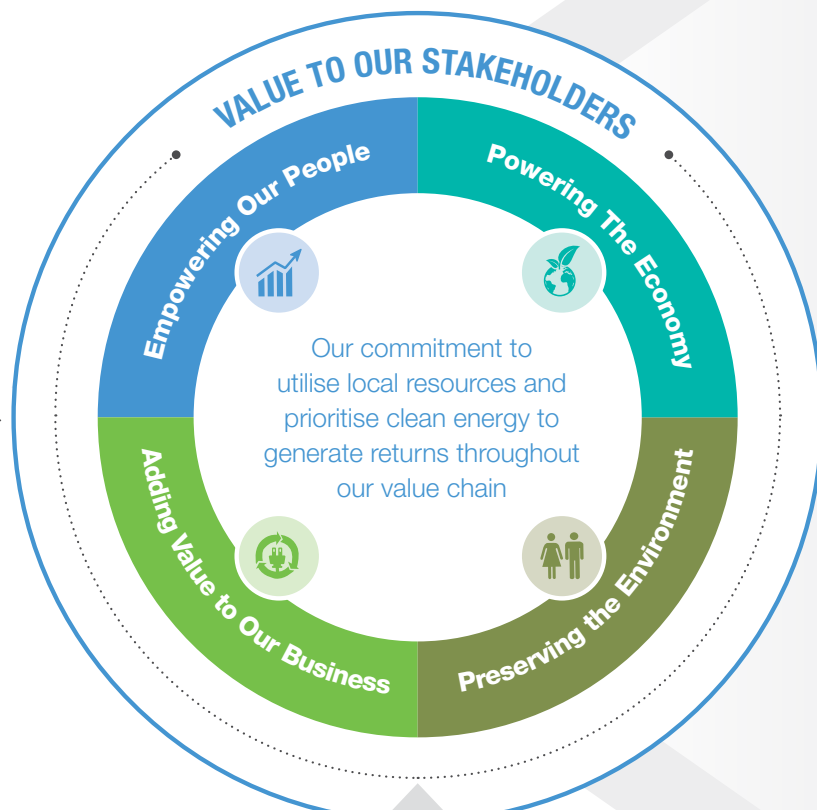 VALUE TO OUR STAKEHOLDERS
Empowering Our People
Powering The Economy
Our commitment to
utilise local resources and
prioritise clean energy to
generate returns throughout
our value chain
Adding Value to Our Business
Preserving the Environment